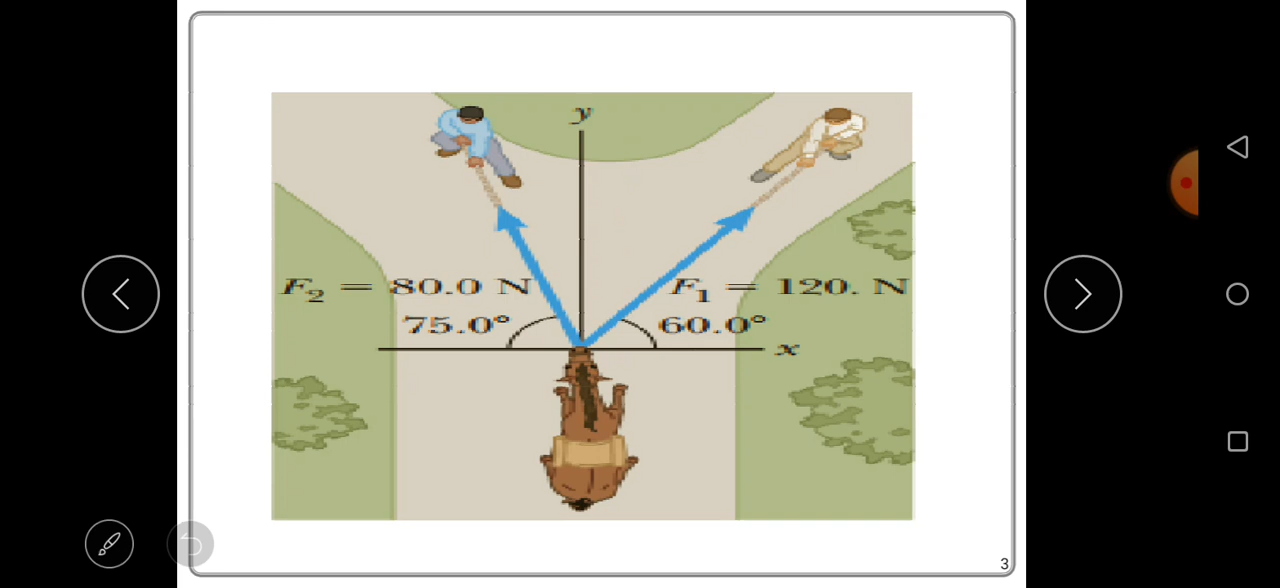 y
F₂ = 80.0 N
F₁ = 120. N
75.0°
60.0°
x
3